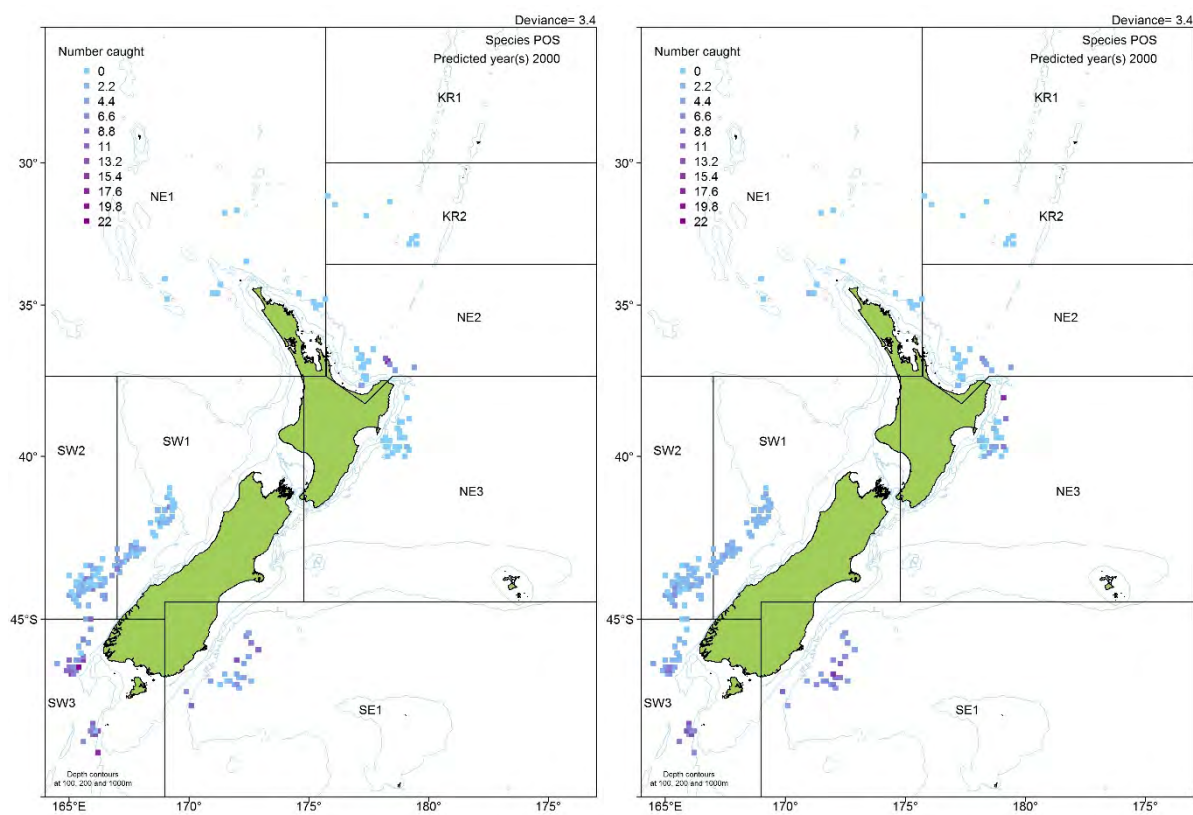 Deviance= 3.4
Species POS
Predicted year(s) 2000
Number caught
0
2.2
4.4
6.6
8.8
11
13.2
15.4
17.6
19.8
22
KR1
30°
NE1
KR2
35°
NE2
SW1
SW2
40°
NE3
45°S
SW3
SE1
Depth contours
at 100, 200 and 1000m
165°E
170°
175°
180°
175°
Deviance= 3.4
Species POS
Predicted year(s) 2000
Number caught
0
2.2
4.4
6.6
8.8
11
13.2
15.4
17.6
19.8
22
KR1
30°
NE1
KR2
35°
NE2
SW1
SW2
40°
NE3
45°S
SW3
SE1
Depth contours
at 100, 200 and 1000m
165°E
170°
175°
180°
175°